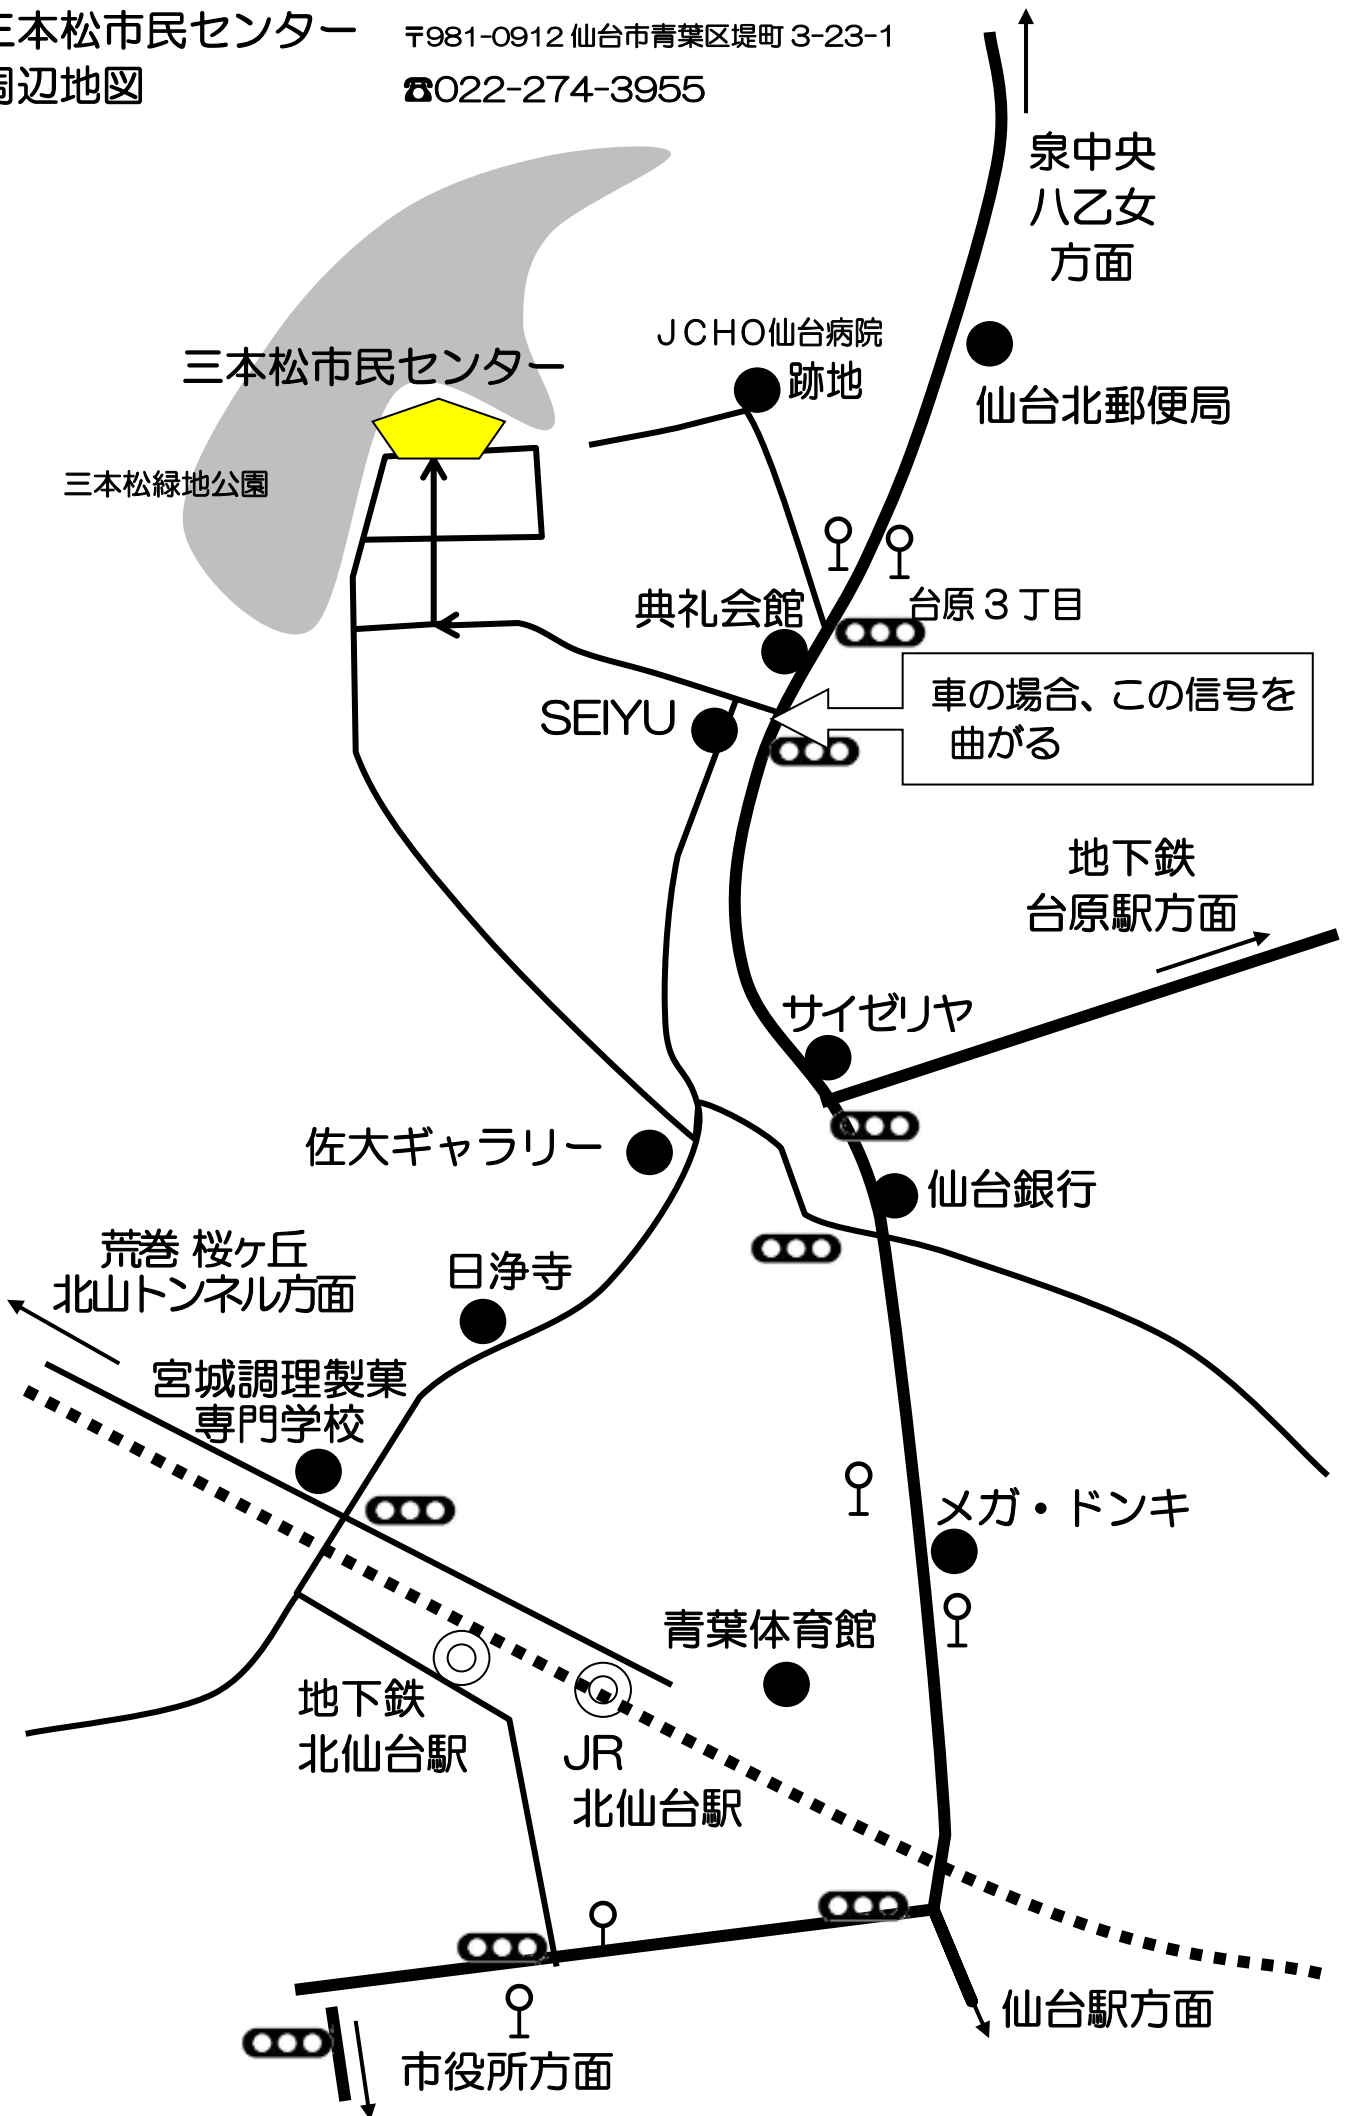 三本松市民センター
周辺地図
〒981-0912 仙台市青葉区堤町 3-23-1
☎022-274-3955
泉中央
八乙女
方面
JCHO仙台病院
跡地
三本松市民センター
仙台北郵便局
三本松緑地公園
典礼会館
台原3丁目
車の場合、この信号を
曲がる
SEIYU
地下鉄
台原駅方面
サイゼリヤ
佐大ギャラリー
仙台銀行
荒巻 桜ヶ丘
北山トンネル方面
日浄寺
宮城調理製菓
専門学校
メガ・ドンキ
青葉体育館
地下鉄
北仙台駅
JR
北仙台駅
仙台駅方面
市役所方面